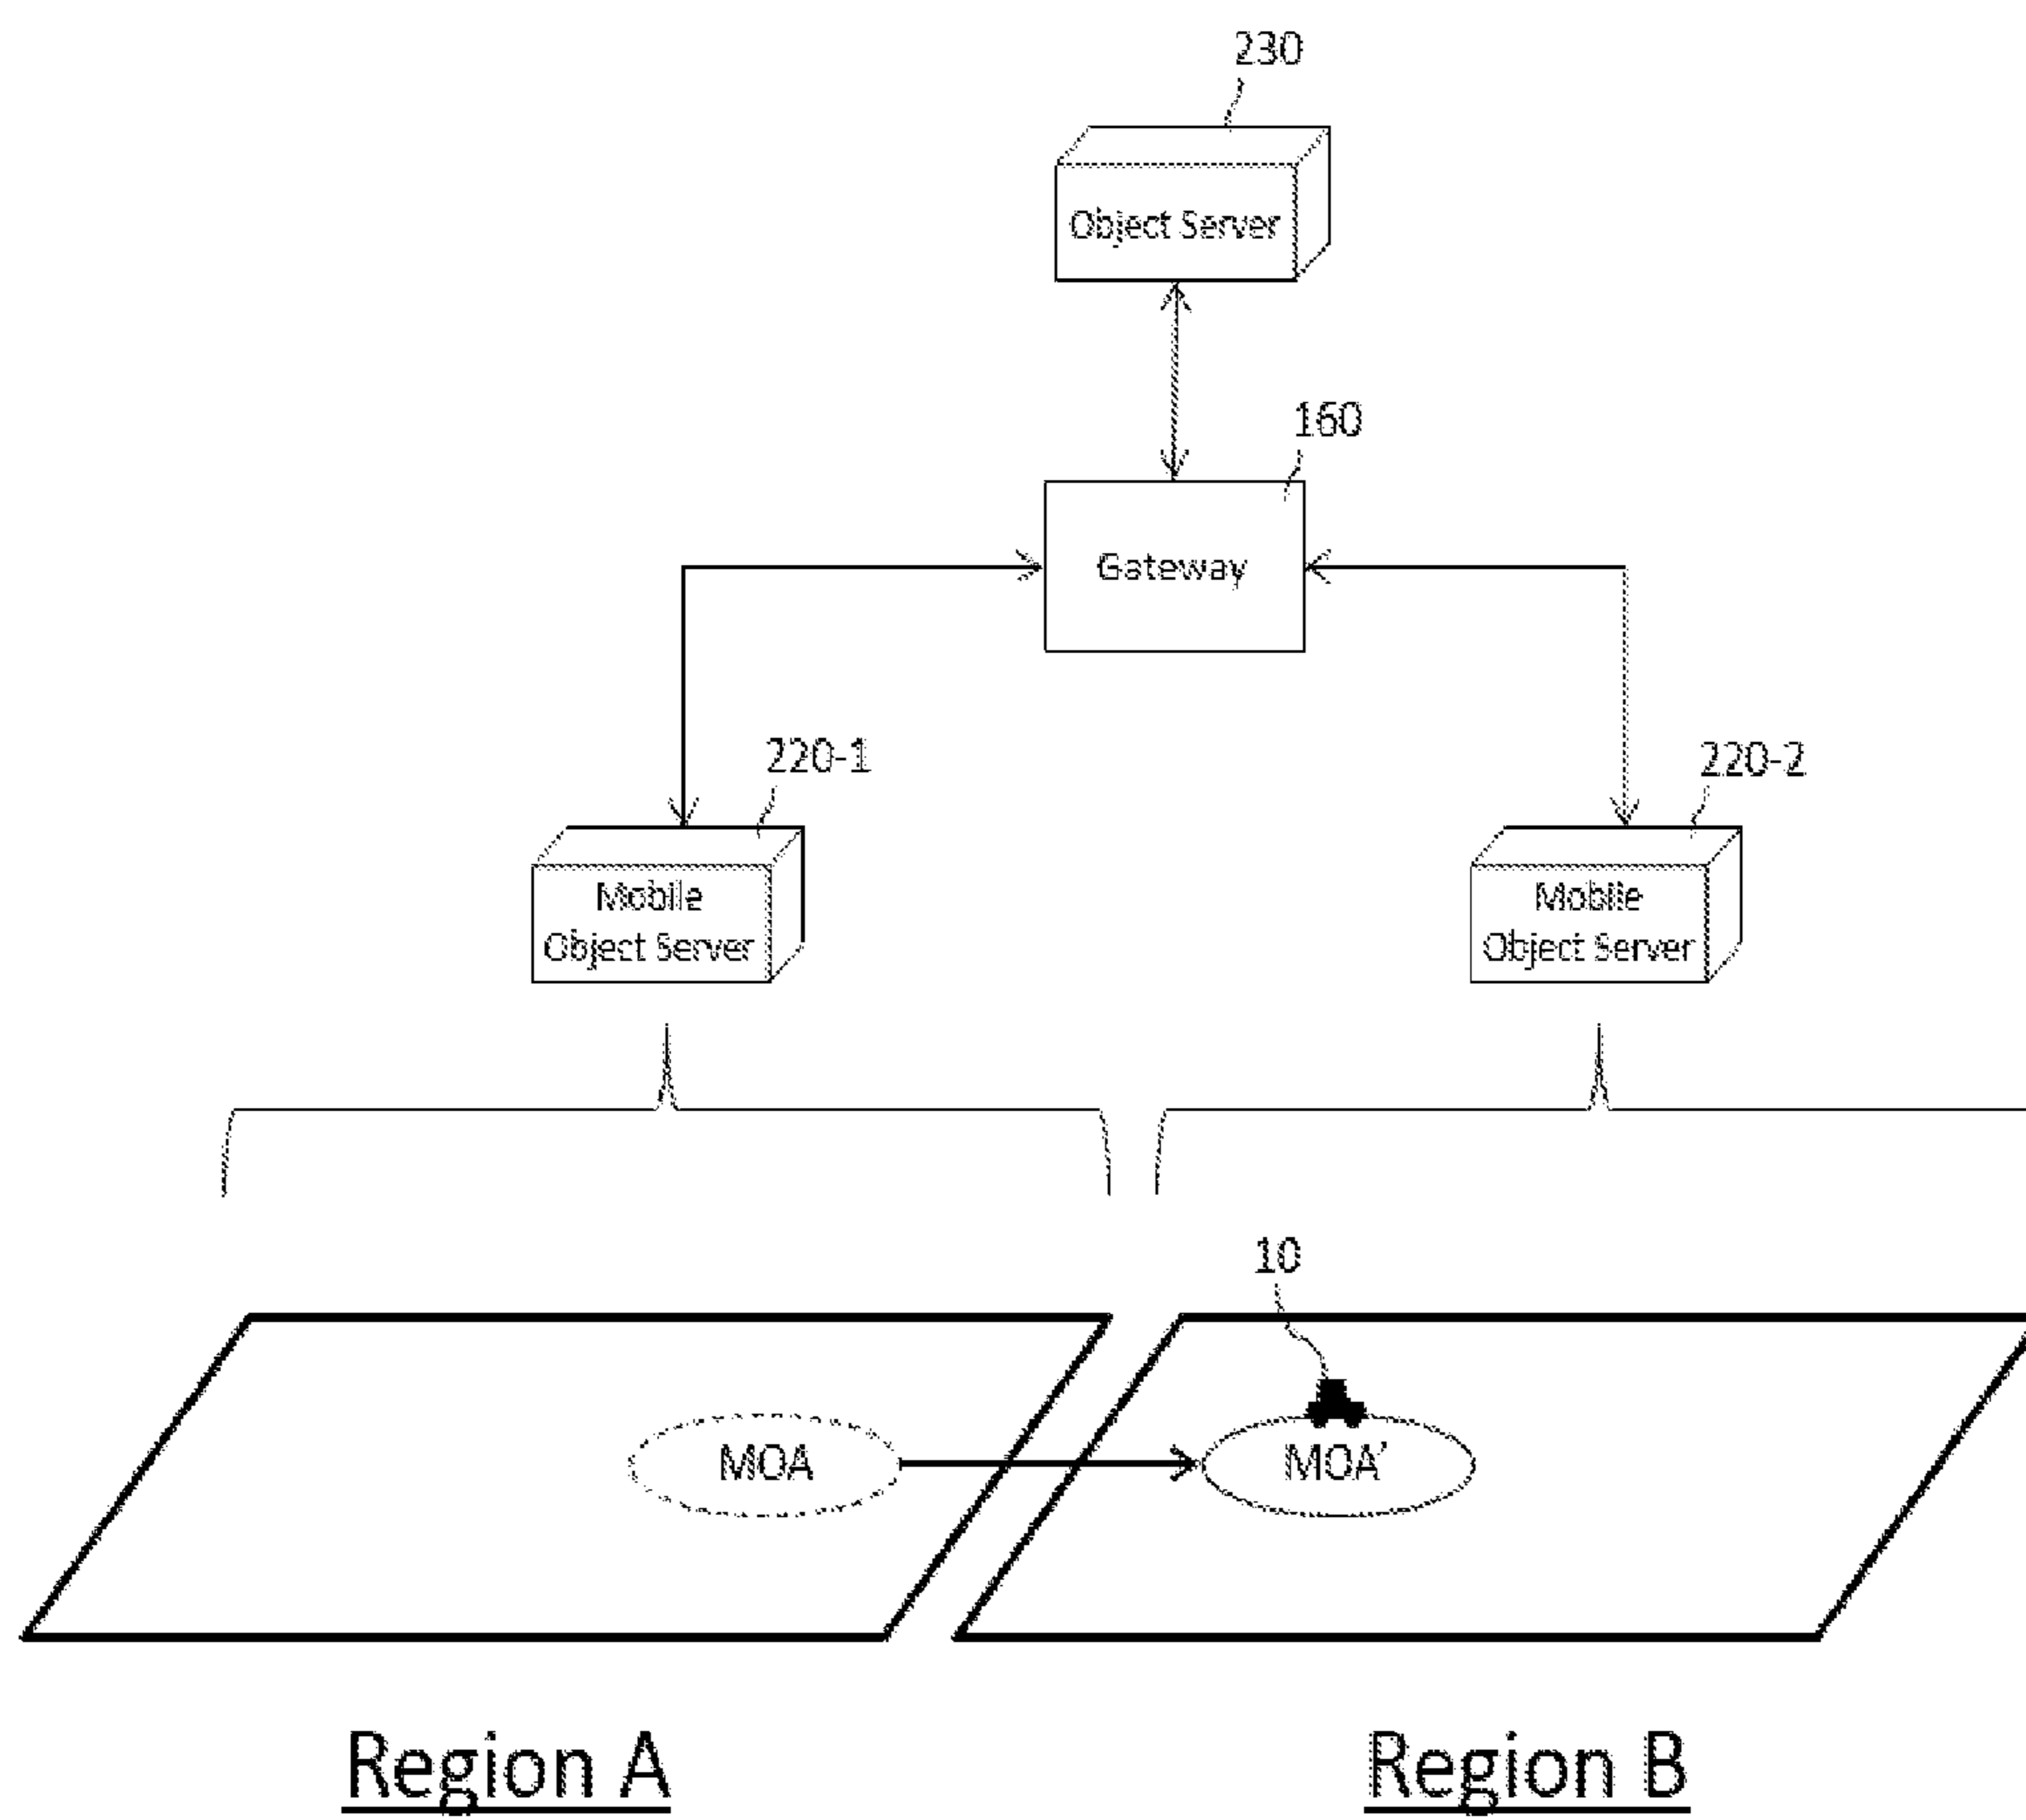 230
Object Server
160
Gateway
220-1
220-2
Mobile
Object Server
Mobile
Object Server
10
MOA
MOA'
Region A
Region B